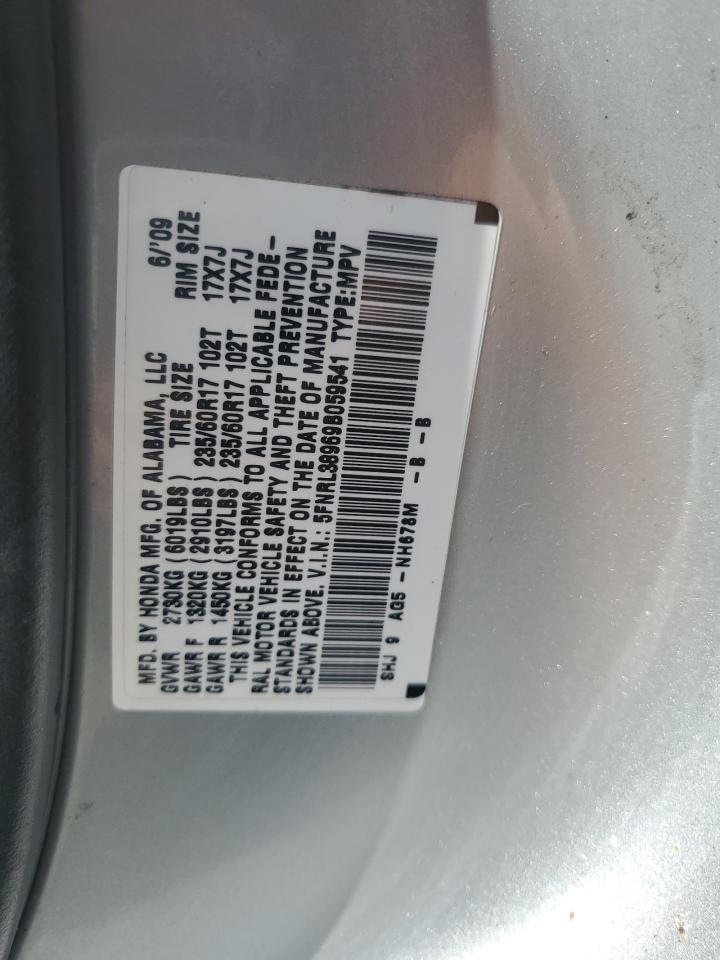 MFD. BY HONDA MFG. OF ALABAMA, LLC 6/'09
GVWR 2730KG (6019LBS) TIRE SIZE RIM SIZE
GAWR F 1320KG (2910LBS) 235/60R17 102T 17X7J
GAWR R 1450KG (3197LBS) 235/60R17 102T 17X7J
THIS VEHICLE CONFORMS TO ALL APPLICABLE FEDE-
RAL MOTOR VEHICLE SAFETY AND THEFT PREVENTION
STANDARDS IN EFFECT ON THE DATE OF MANUFACTURE
SHOWN ABOVE. V.I.N.: 5FNRL38969B059541 TYPE:MPV
SHJ 9 AG5 - NH678M - B - B